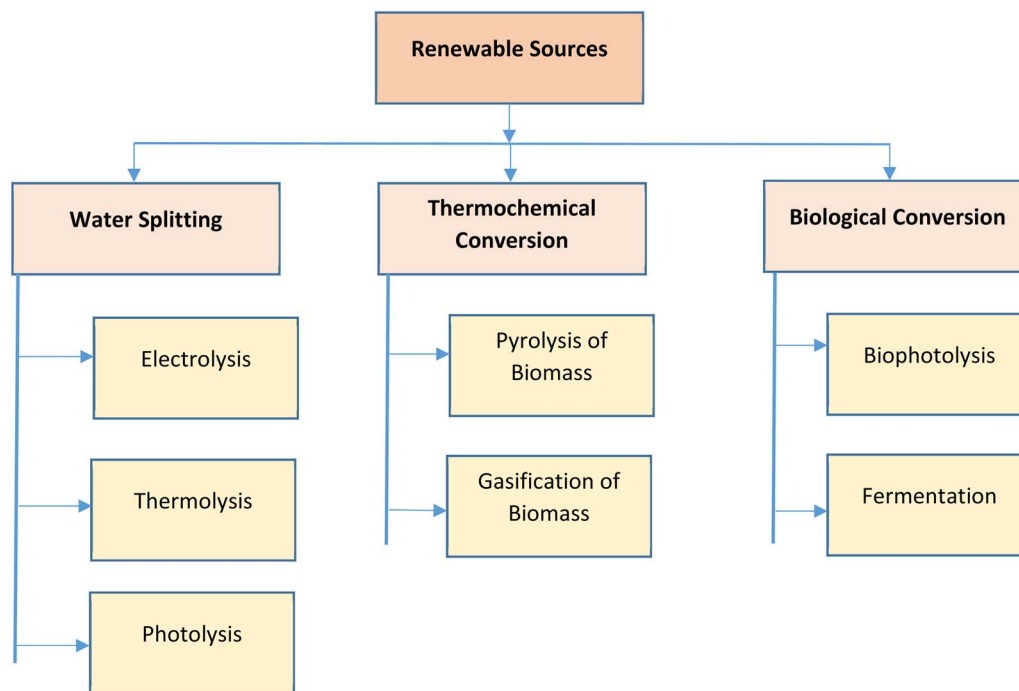 Renewable Sources
Water Splitting
Thermochemical
Conversion
Biological Conversion
Electrolysis
Thermolysis
Photolysis
Pyrolysis of
Biomass
Gasification of
Biomass
Biophotolysis
Fermentation